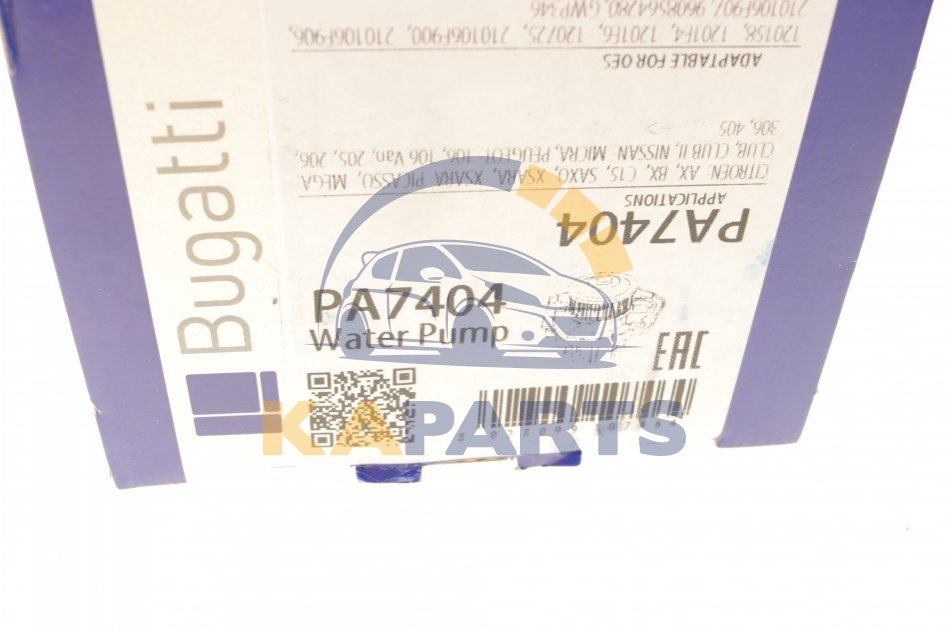 Bugatti
PA7404
Water Pump
EAC
KAPARTS
PA7404
APPLICATIONS
CITROEN: AX, BX, C15, SAXO, XSARA, XSARA PICASSO, MEGA:
CLUB, CLUB II, NISSAN: MICRA, PEUGEOT: 106, 106 Van, 205, 206,
306, 405
ADAPTABLE FOR OES
120158, 1201F4, 1201F6, 120725, 210106F900, 210106F906,
210106F907, 9608564780, GWP346